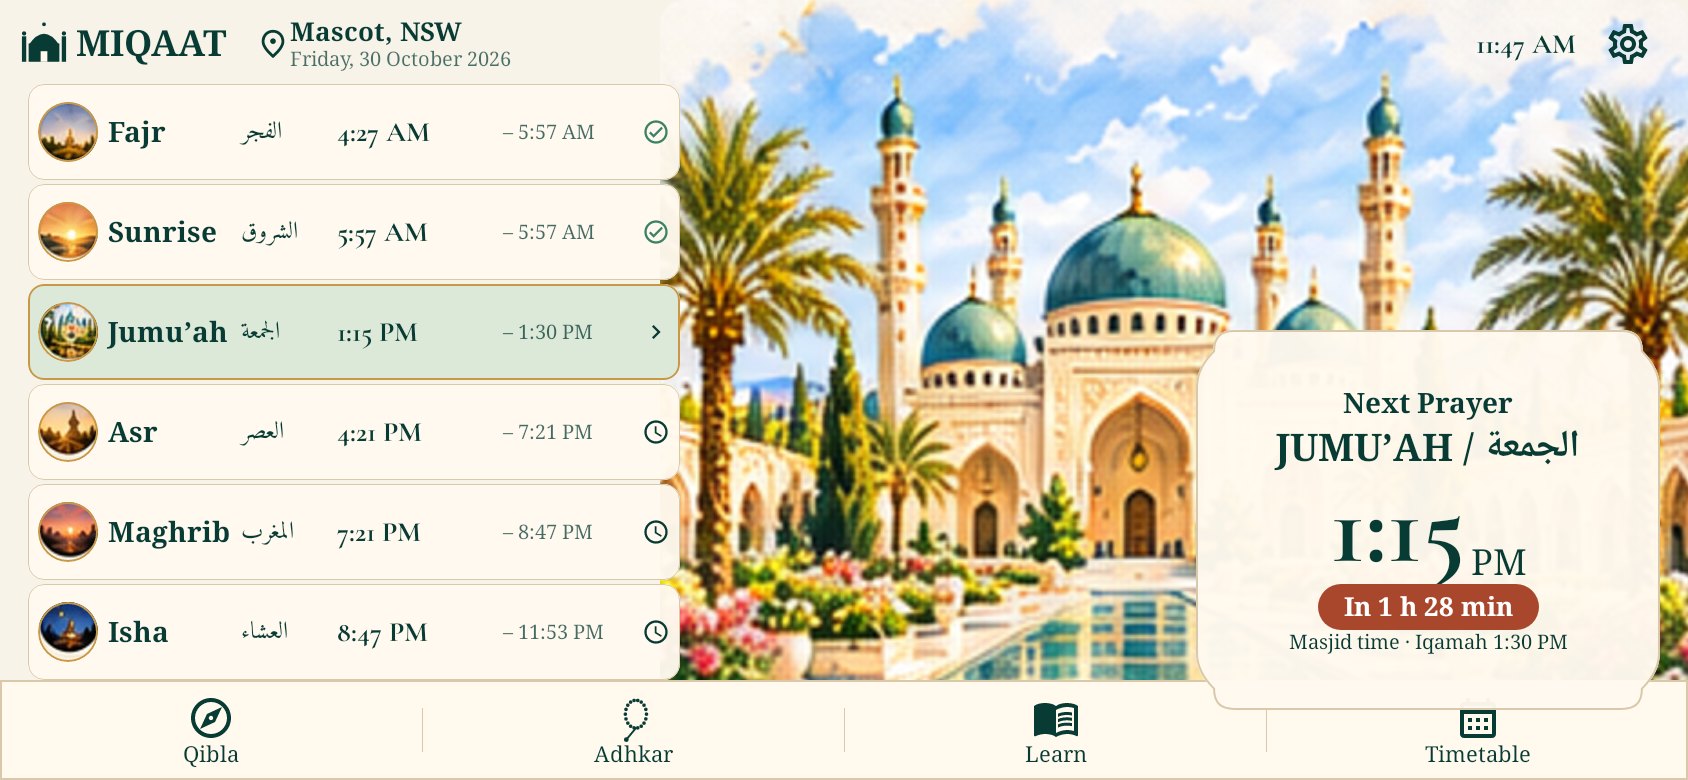 MIQAAT
Mascot, NSW
Friday, 30 October 2026
11:47 AM
Fajr الفجر 4:27 AM – 5:57 AM
Sunrise الشروق 5:57 AM – 5:57 AM
Jumu’ah الجمعة 1:15 PM – 1:30 PM
Asr العصر 4:21 PM – 7:21 PM
Maghrib المغرب 7:21 PM – 8:47 PM
Isha العشاء 8:47 PM – 11:53 PM
Next Prayer
JUMU’AH / الجمعة
1:15 PM
In 1 h 28 min
Masjid time · Iqamah 1:30 PM
Qibla
Adhkar
Learn
Timetable